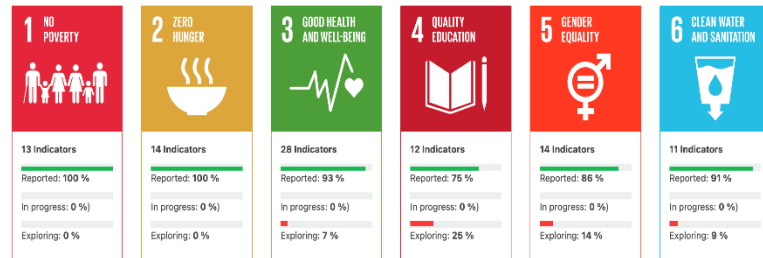 1 NO
POVERTY
13 Indicators
Reported: 100 %
In progress: 0 %)
Exploring: 0 %
2 ZERO
HUNGER
14 Indicators
Reported: 100 %
In progress: 0 %)
Exploring: 0 %
3 GOOD HEALTH
AND WELL-BEING
28 Indicators
Reported: 93 %
In progress: 0 %)
Exploring: 7 %
4 QUALITY
EDUCATION
12 Indicators
Reported: 75 %
In progress: 0 %)
Exploring: 25 %
5 GENDER
EQUALITY
14 Indicators
Reported: 86 %
In progress: 0 %)
Exploring: 14 %
6 CLEAN WATER
AND SANITATION
11 Indicators
Reported: 91 %
In progress: 0 %)
Exploring: 9 %